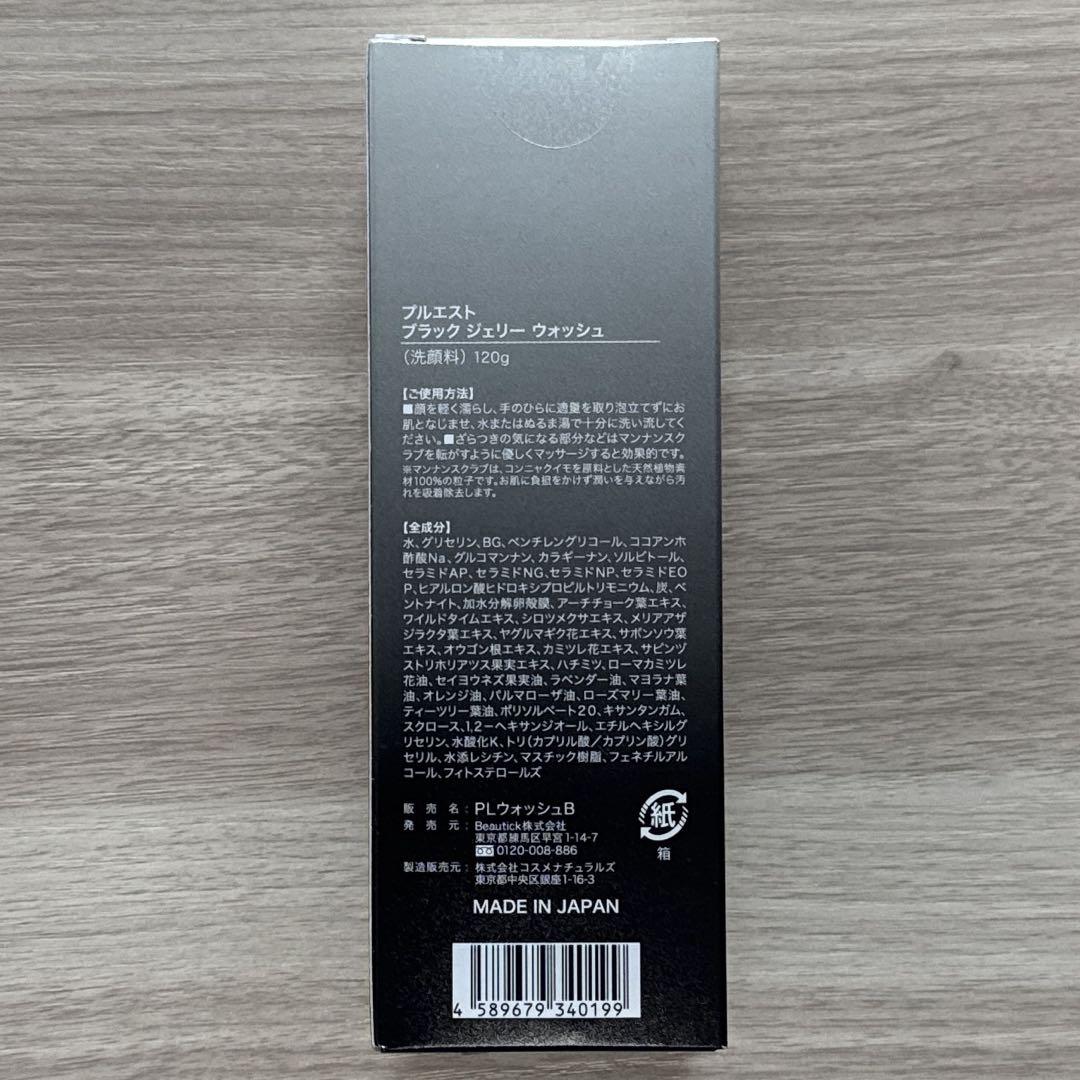 プルエスト
ブラック ジェリー ウォッシュ
（洗顔料）120g
【ご使用方法】
■顔を軽く濡らし、手のひらに適量を取り泡立てずにお
肌となじませ、水またはぬるま湯で十分に洗い流してく
ださい。■ざらつきの気になる部分などはマンナンスク
ラブを転がすように優しくマッサージすると効果的です。
※マンナンスクラブは、コンニャクイモを原料とした天然植物素
材100%の粒子です。お肌に負担をかけず潤いを与えながら汚
れを吸着除去します。
【全成分】
水、グリセリン、BG、ペンチレングリコール、ココアンホ
酢酸Na、グルコマンナン、カラギーナン、ソルビトール、
セラミドAP、セラミドNG、セラミドNP、セラミドEO
P、ヒアルロン酸ヒドロキシプロピルトリモニウム、炭、ベ
ントナイト、加水分解卵殻膜、アーチチョーク葉エキス、
ワイルドタイムエキス、シロツメクサエキス、メリアアザ
ジラクタ葉エキス、ヤグルマギク花エキス、サボンソウ葉
エキス、オウゴン根エキス、カミツレ花エキス、サピンヅ
ストリホリアツス果実エキス、ハチミツ、ローマカミツレ
花油、セイヨウネズ果実油、ラベンダー油、マヨラナ葉
油、オレンジ油、パルマローザ油、ローズマリー葉油、
ティーツリー葉油、ポリソルベート20、キサンタンガム、
スクロース、1,2－ヘキサンジオール、エチルヘキシルグ
リセリン、水酸化K、トリ（カプリル酸／カプリン酸）グリ
セリル、水添レシチン、マスチック樹脂、フェネチルアル
コール、フィトステロールズ
販売名：PLウォッシュB
発売元：Beautick株式会社
東京都練馬区早宮1-14-7
0120-008-886
製造販売元：株式会社コスメナチュラルズ
東京都中央区銀座1-16-3
紙
箱
MADE IN JAPAN
4 589679 340199